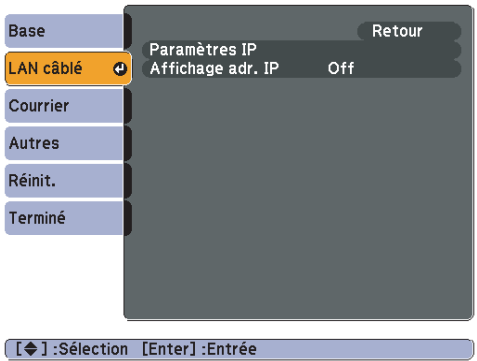 Base
LAN câblé
Courrier
Autres
Réinit.
Terminé
Retour
Paramètres IP
Affichage adr. IP Off
[◆] :Sélection [Enter] :Entrée